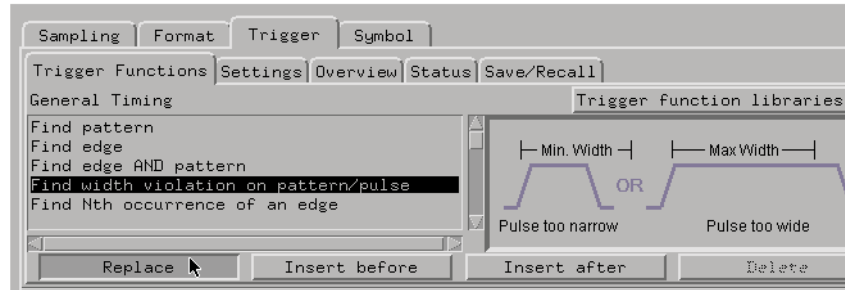 Sampling Format Trigger Symbol
Trigger Functions Settings Overview Status Save/Recall
General Timing Trigger function libraries
Find pattern
Find edge
Find edge AND pattern
Find width violation on pattern/pulse
Find Nth occurrence of an edge
Min. Width Max Width
OR
Pulse too narrow Pulse too wide
Replace Insert before Insert after Delete